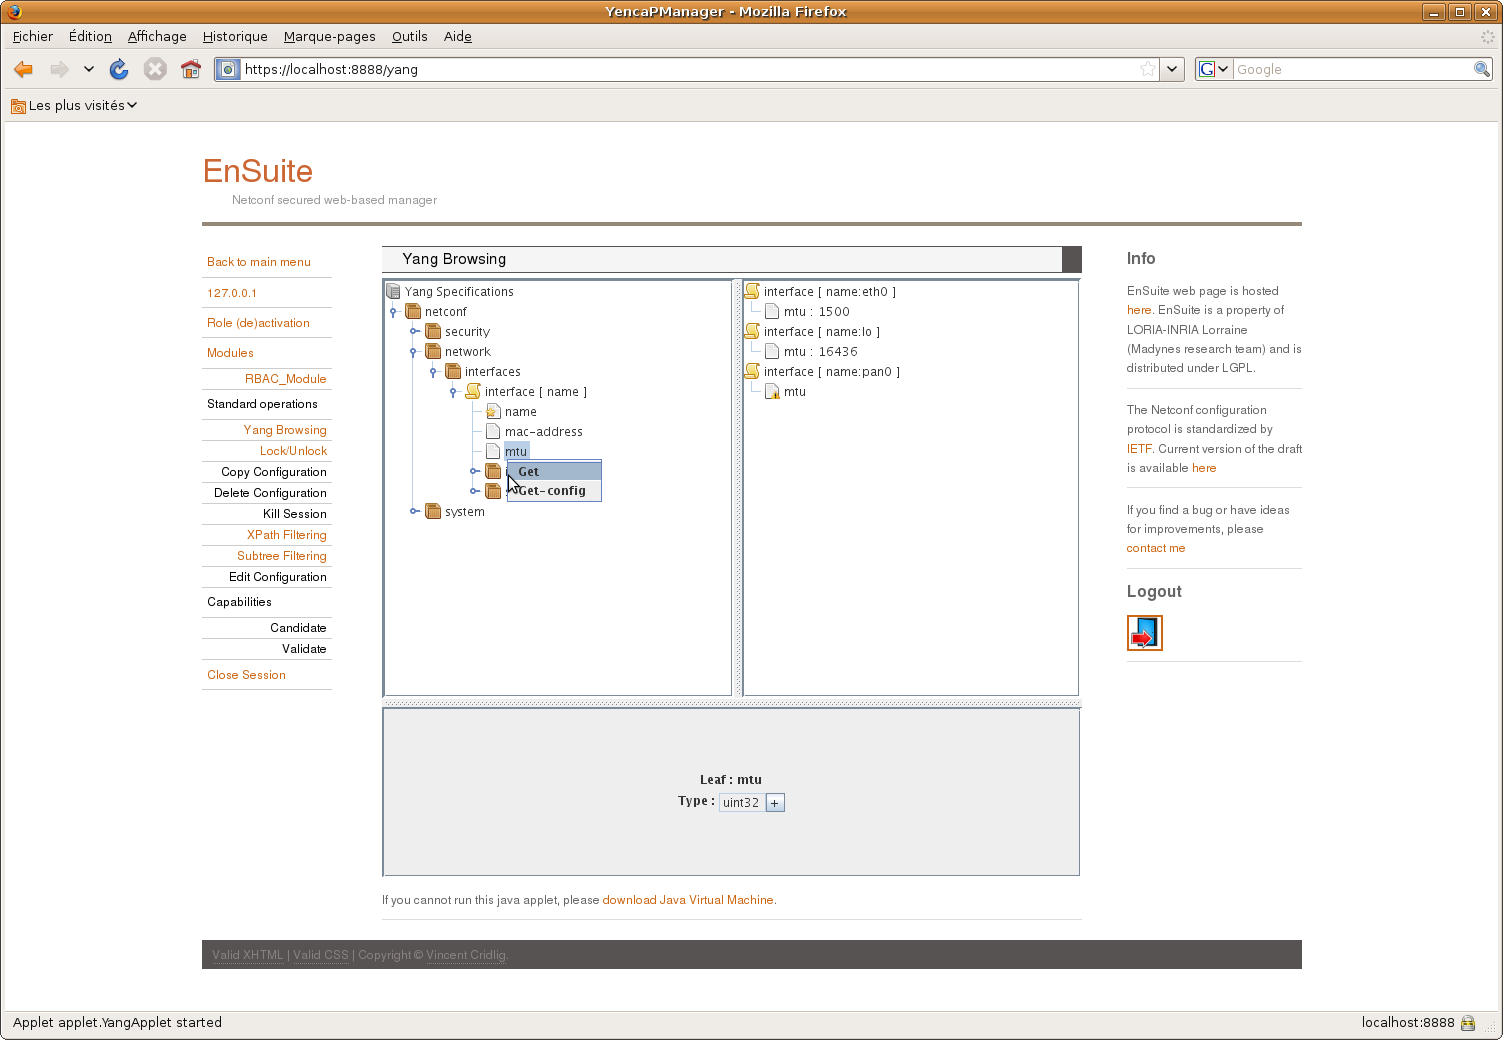 YencaPManager - Mozilla Firefox
Fichier Édition Affichage Historique Marque-pages Outils Aide
https://localhost:8888/yang
Google
Les plus visités
EnSuite
Netconf secured web-based manager
Back to main menu
127.0.0.1
Role (de)activation
Modules
RBAC_Module
Standard operations
Yang Browsing
Lock/Unlock
Copy Configuration
Delete Configuration
Kill Session
XPath Filtering
Subtree Filtering
Edit Configuration
Capabilities
Candidate
Validate
Close Session
Yang Browsing
Yang Specifications
netconf
security
network
interfaces
interface [ name ]
name
mac-address
mtu
Get
Get-config
system
interface [ name:eth0 ]
mtu : 1500
interface [ name:lo ]
mtu : 16436
interface [ name:pan0 ]
mtu
Leaf : mtu
Type : uint32 +
If you cannot run this java applet, please download Java Virtual Machine.
Info
EnSuite web page is hosted
here. EnSuite is a property of
LORIA-INRIA Lorraine
(Madynes research team) and is
distributed under LGPL.
The Netconf configuration
protocol is standardized by
IETF. Current version of the draft
is available here
If you find a bug or have ideas
for improvements, please
contact me
Logout
Valid XHTML | Valid CSS | Copyright © Vincent Cridlig.
Applet applet.YangApplet started
localhost:8888